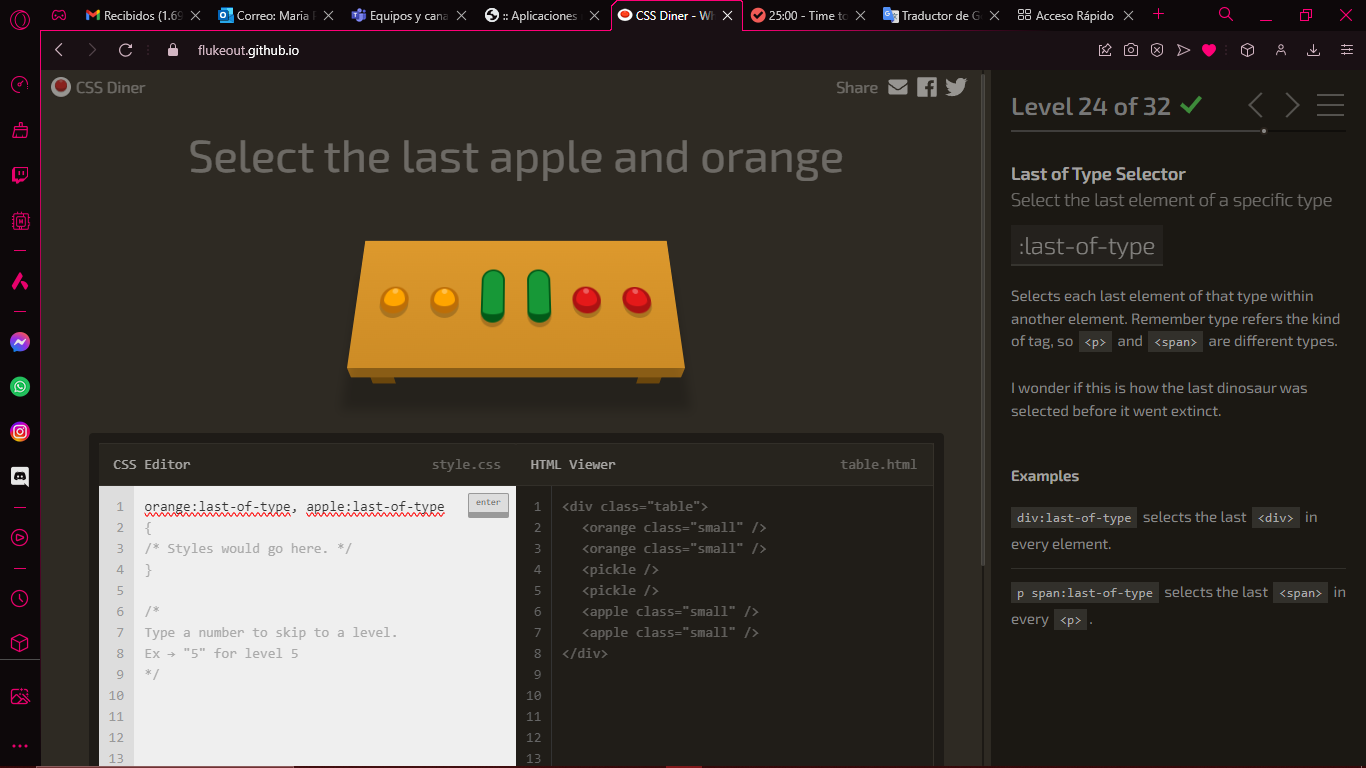 Recibidos (1.69
Correo: Maria F
Equipos y cana
:: Aplicaciones
CSS Diner - Wh
25:00 - Time to
Traductor de G
Acceso Rápido
flukeout.github.io
CSS Diner
Share
Select the last apple and orange
CSS Editor
style.css
HTML Viewer
table.html
1 orange:last-of-type, apple:last-of-type
enter
2 {
3 /* Styles would go here. */
4 }
5
6 /*
7 Type a number to skip to a level.
8 Ex → "5" for level 5
9 */
10
11
12
13
1 <div class="table">
2 <orange class="small" />
3 <orange class="small" />
4 <pickle />
5 <pickle />
6 <apple class="small" />
7 <apple class="small" />
8 </div>
9
10
11
12
13
Level 24 of 32
Last of Type Selector
Select the last element of a specific type
:last-of-type
Selects each last element of that type within
another element. Remember type refers the kind
of tag, so <p> and <span> are different types.
I wonder if this is how the last dinosaur was
selected before it went extinct.
Examples
div:last-of-type selects the last <div> in
every element.
p span:last-of-type selects the last <span> in
every <p>.